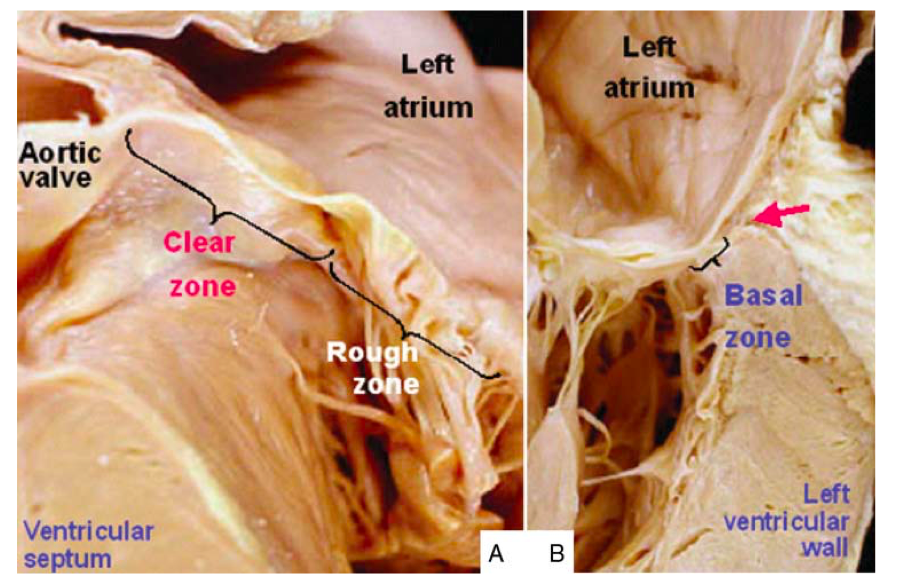 Left
atrium
Aortic
valve
Clear
zone
Rough
zone
Ventricular
septum
A
Left
atrium
Basal
zone
Left
ventricular
wall
B